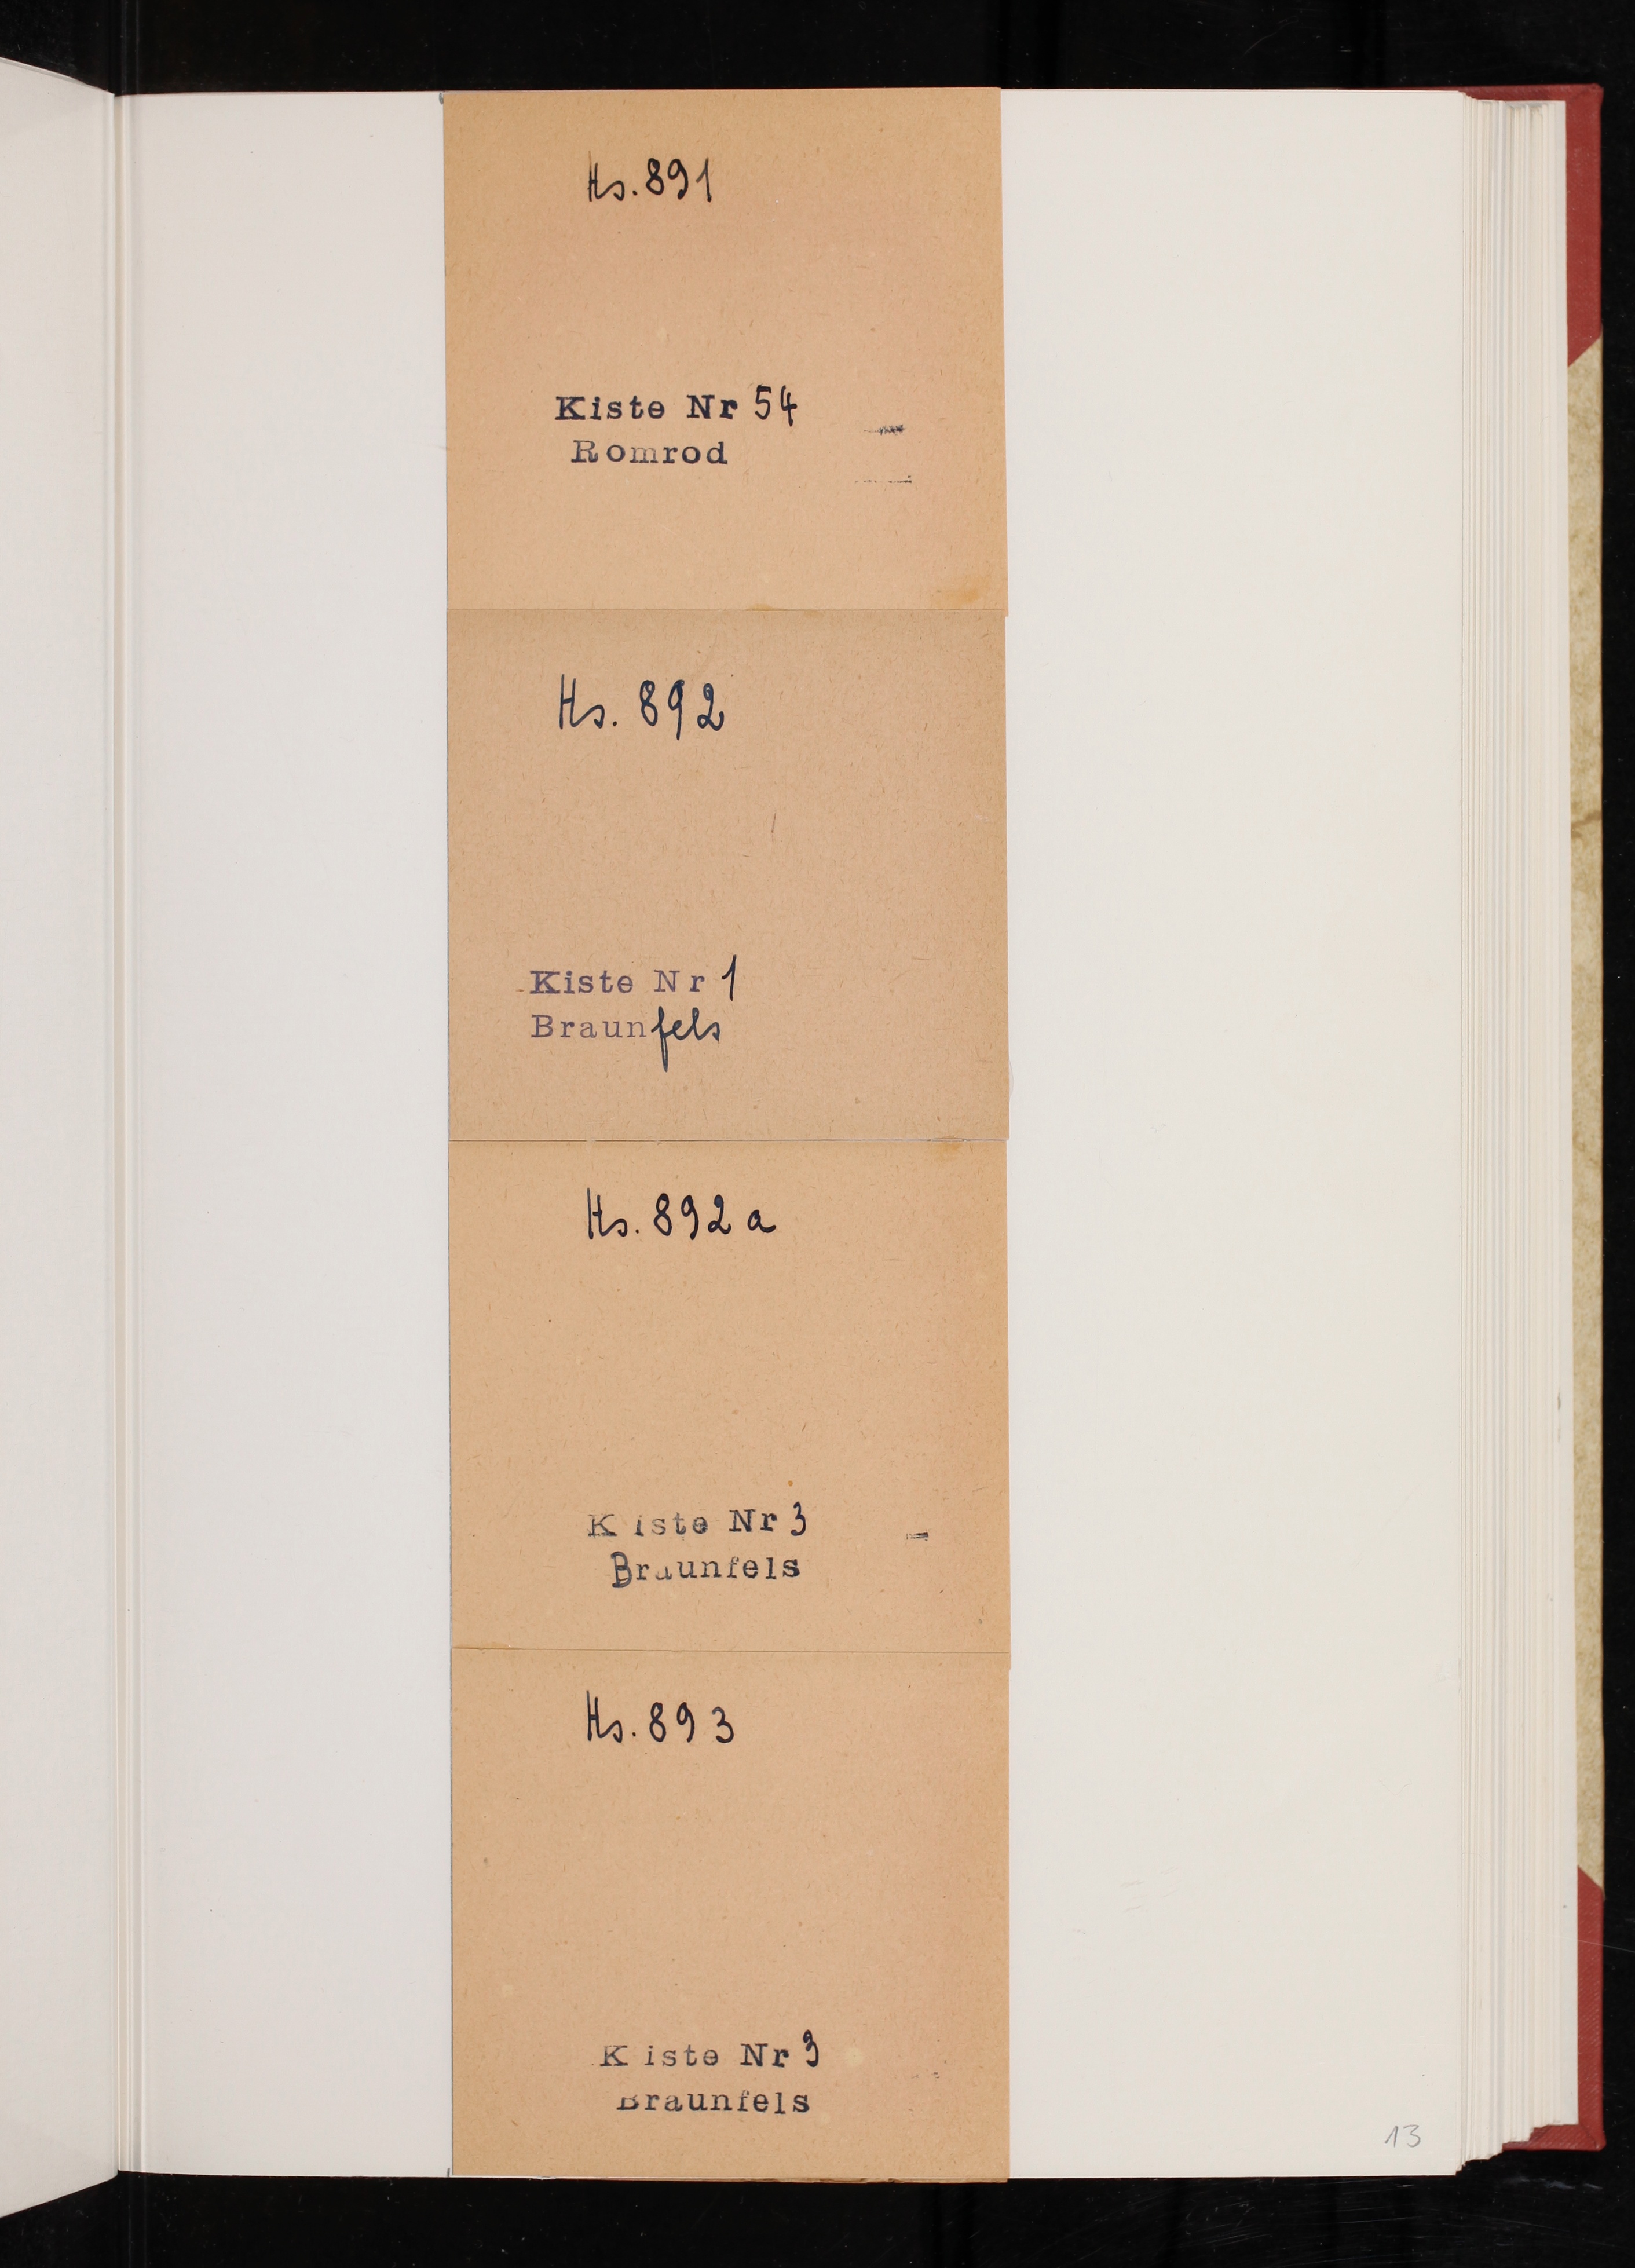 Hs. 891
Kiste Nr 54
Romrod
Hs. 892
Kiste Nr 1
Braunfels
Hs. 892 a
Kiste Nr 3
Braunfels
Hs. 893
Kiste Nr 3
Braunfels
13